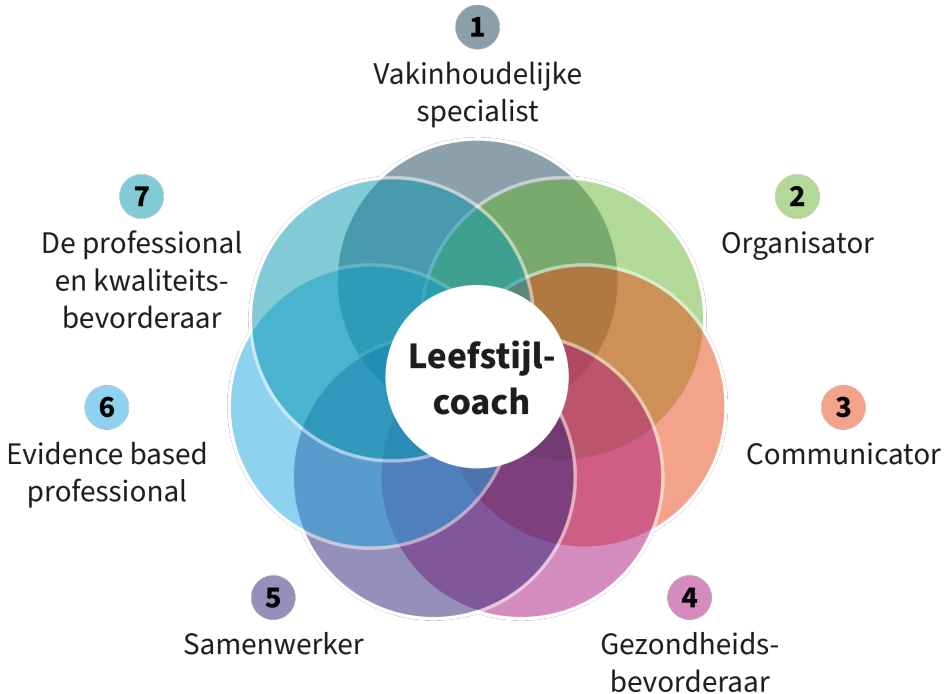 1
Vakinhoudelijke
specialist
2
Organisator
3
Communicator
4
Gezondheids-
bevorderaar
5
Samenwerker
6
Evidence based
professional
7
De professional
en kwaliteits-
bevorderaar
Leefstijl-
coach